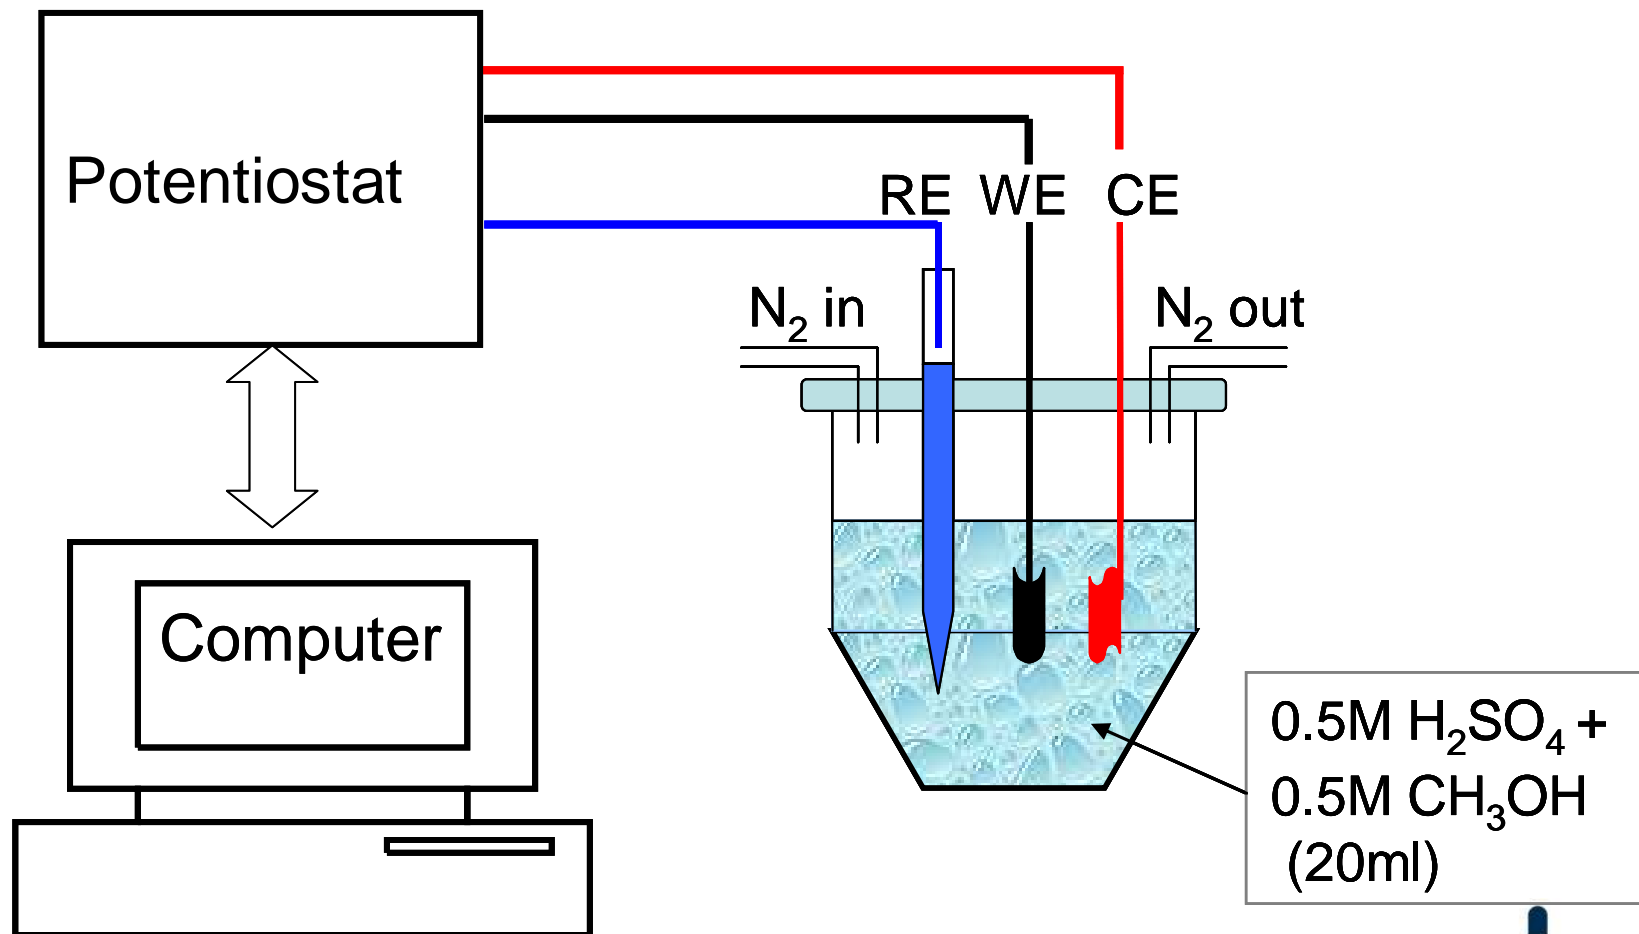 Potentiostat
RE WE CE
N₂ in
N₂ out
Computer
0.5M H₂SO₄ +
0.5M CH₃OH
(20ml)